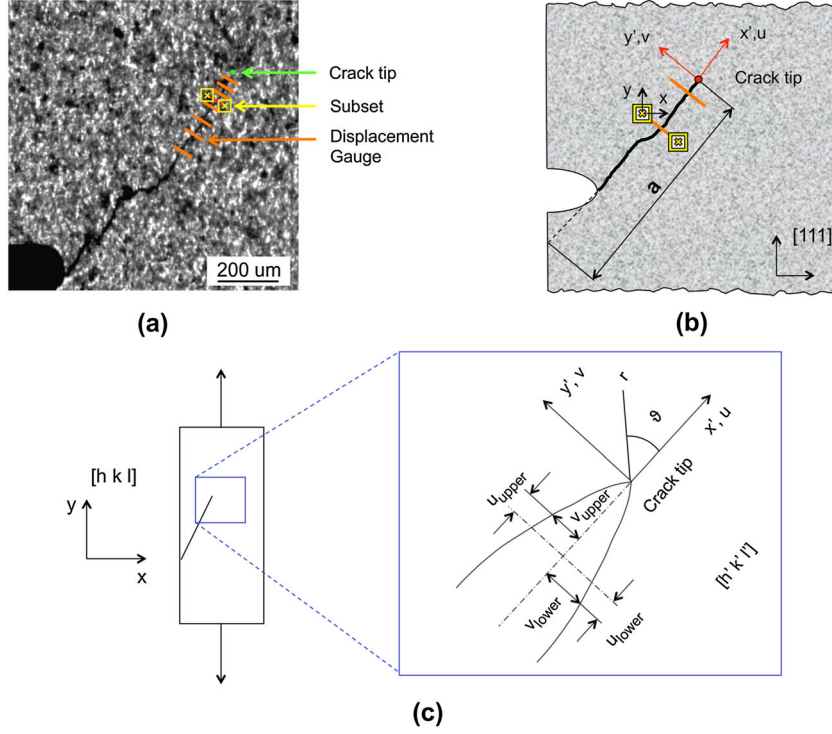 Crack tip
Subset
Displacement
Gauge
200 um
(a)
y',v
x',u
Crack tip
y
x
a
[111]
(b)
[h k l]
y
x
y', v
r
ϑ
x', u
Crack tip
u_upper
v_upper
v_lower
u_lower
[h' k' l']
(c)